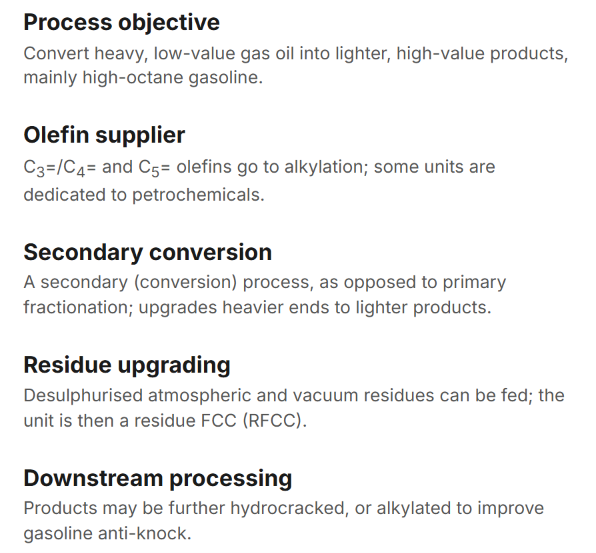 Process objective
Convert heavy, low-value gas oil into lighter, high-value products,
mainly high-octane gasoline.
Olefin supplier
C₃=/C₄= and C₅= olefins go to alkylation; some units are
dedicated to petrochemicals.
Secondary conversion
A secondary (conversion) process, as opposed to primary
fractionation; upgrades heavier ends to lighter products.
Residue upgrading
Desulphurised atmospheric and vacuum residues can be fed; the
unit is then a residue FCC (RFCC).
Downstream processing
Products may be further hydrocracked, or alkylated to improve
gasoline anti-knock.